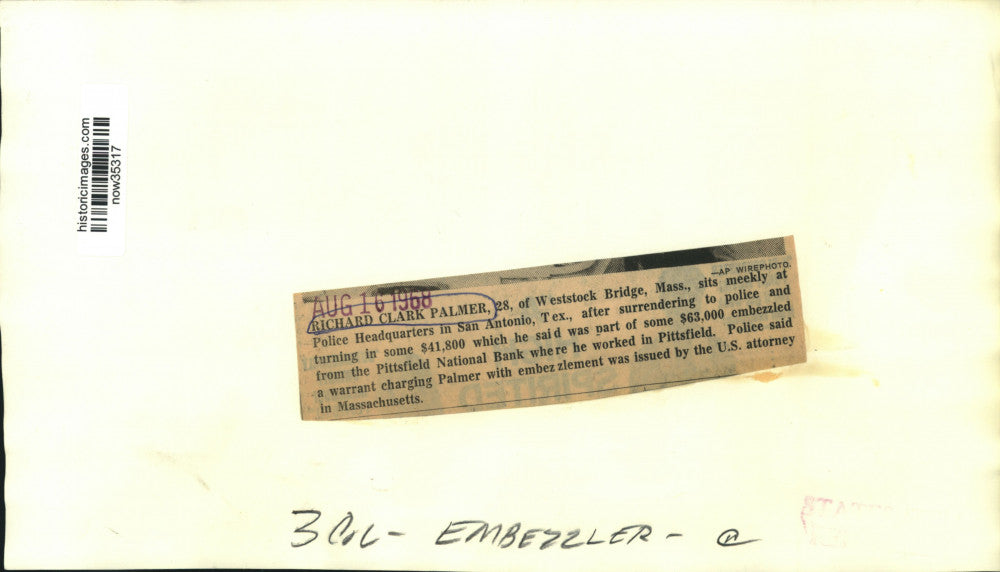 historicimages.com
now35317
—AP WIREPHOTO.
AUG 16 1968
RICHARD CLARK PALMER, 28, of Weststock Bridge, Mass., sits meekly at
Police Headquarters in San Antonio, Tex., after surrendering to police and
turning in some $41,800 which he said was part of some $63,000 embezzled
from the Pittsfield National Bank where he worked in Pittsfield. Police said
a warrant charging Palmer with embezzlement was issued by the U.S. attorney
in Massachusetts.
3 COL - EMBEZZLER -